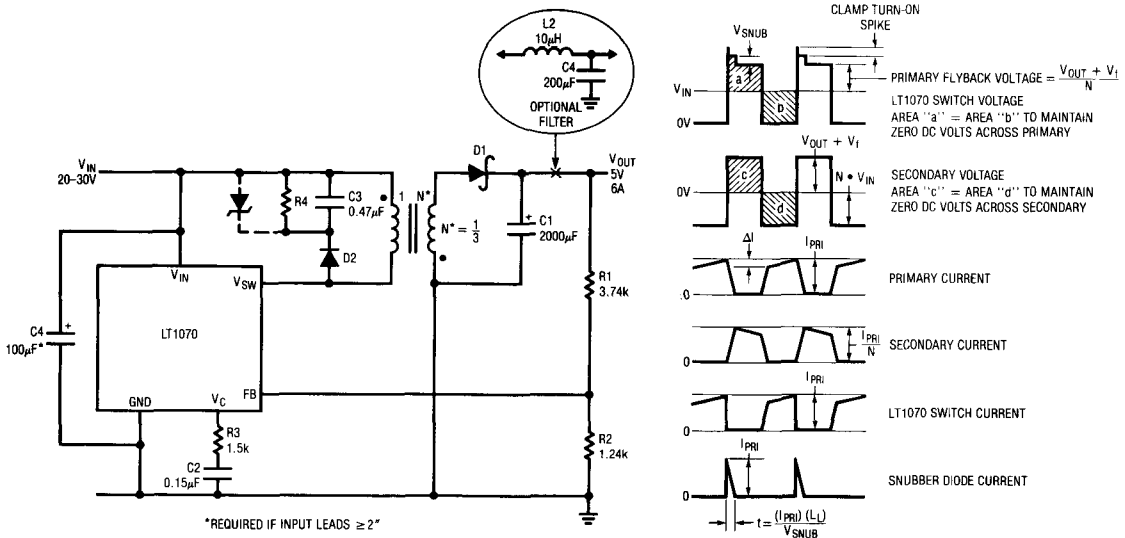 L2
10μH
C4
200μF
OPTIONAL
FILTER
VIN
20-30V
D1
VOUT
5V
6A
R4
C3
0.47μF
D2
1
N*
N* = 1/3
+
C1
2000μF
VIN
VSW
LT1070
GND
VC
FB
C4
100μF*
+
R3
1.5k
C2
0.15μF
R1
3.74k
R2
1.24k
*REQUIRED IF INPUT LEADS ≥ 2"
CLAMP TURN-ON
SPIKE
VSNUB
a
b
VIN
0V
PRIMARY FLYBACK VOLTAGE = VOUT + Vf / N
LT1070 SWITCH VOLTAGE
AREA "a" = AREA "b" TO MAINTAIN
ZERO DC VOLTS ACROSS PRIMARY
VOUT + Vf
c
d
0V
N • VIN
SECONDARY VOLTAGE
AREA "c" = AREA "d" TO MAINTAIN
ZERO DC VOLTS ACROSS SECONDARY
ΔI
IPRI
0
PRIMARY CURRENT
0
IPRI/N
SECONDARY CURRENT
IPRI
0
LT1070 SWITCH CURRENT
IPRI
0
SNUBBER DIODE CURRENT
t = (IPRI) (LL) / VSNUB